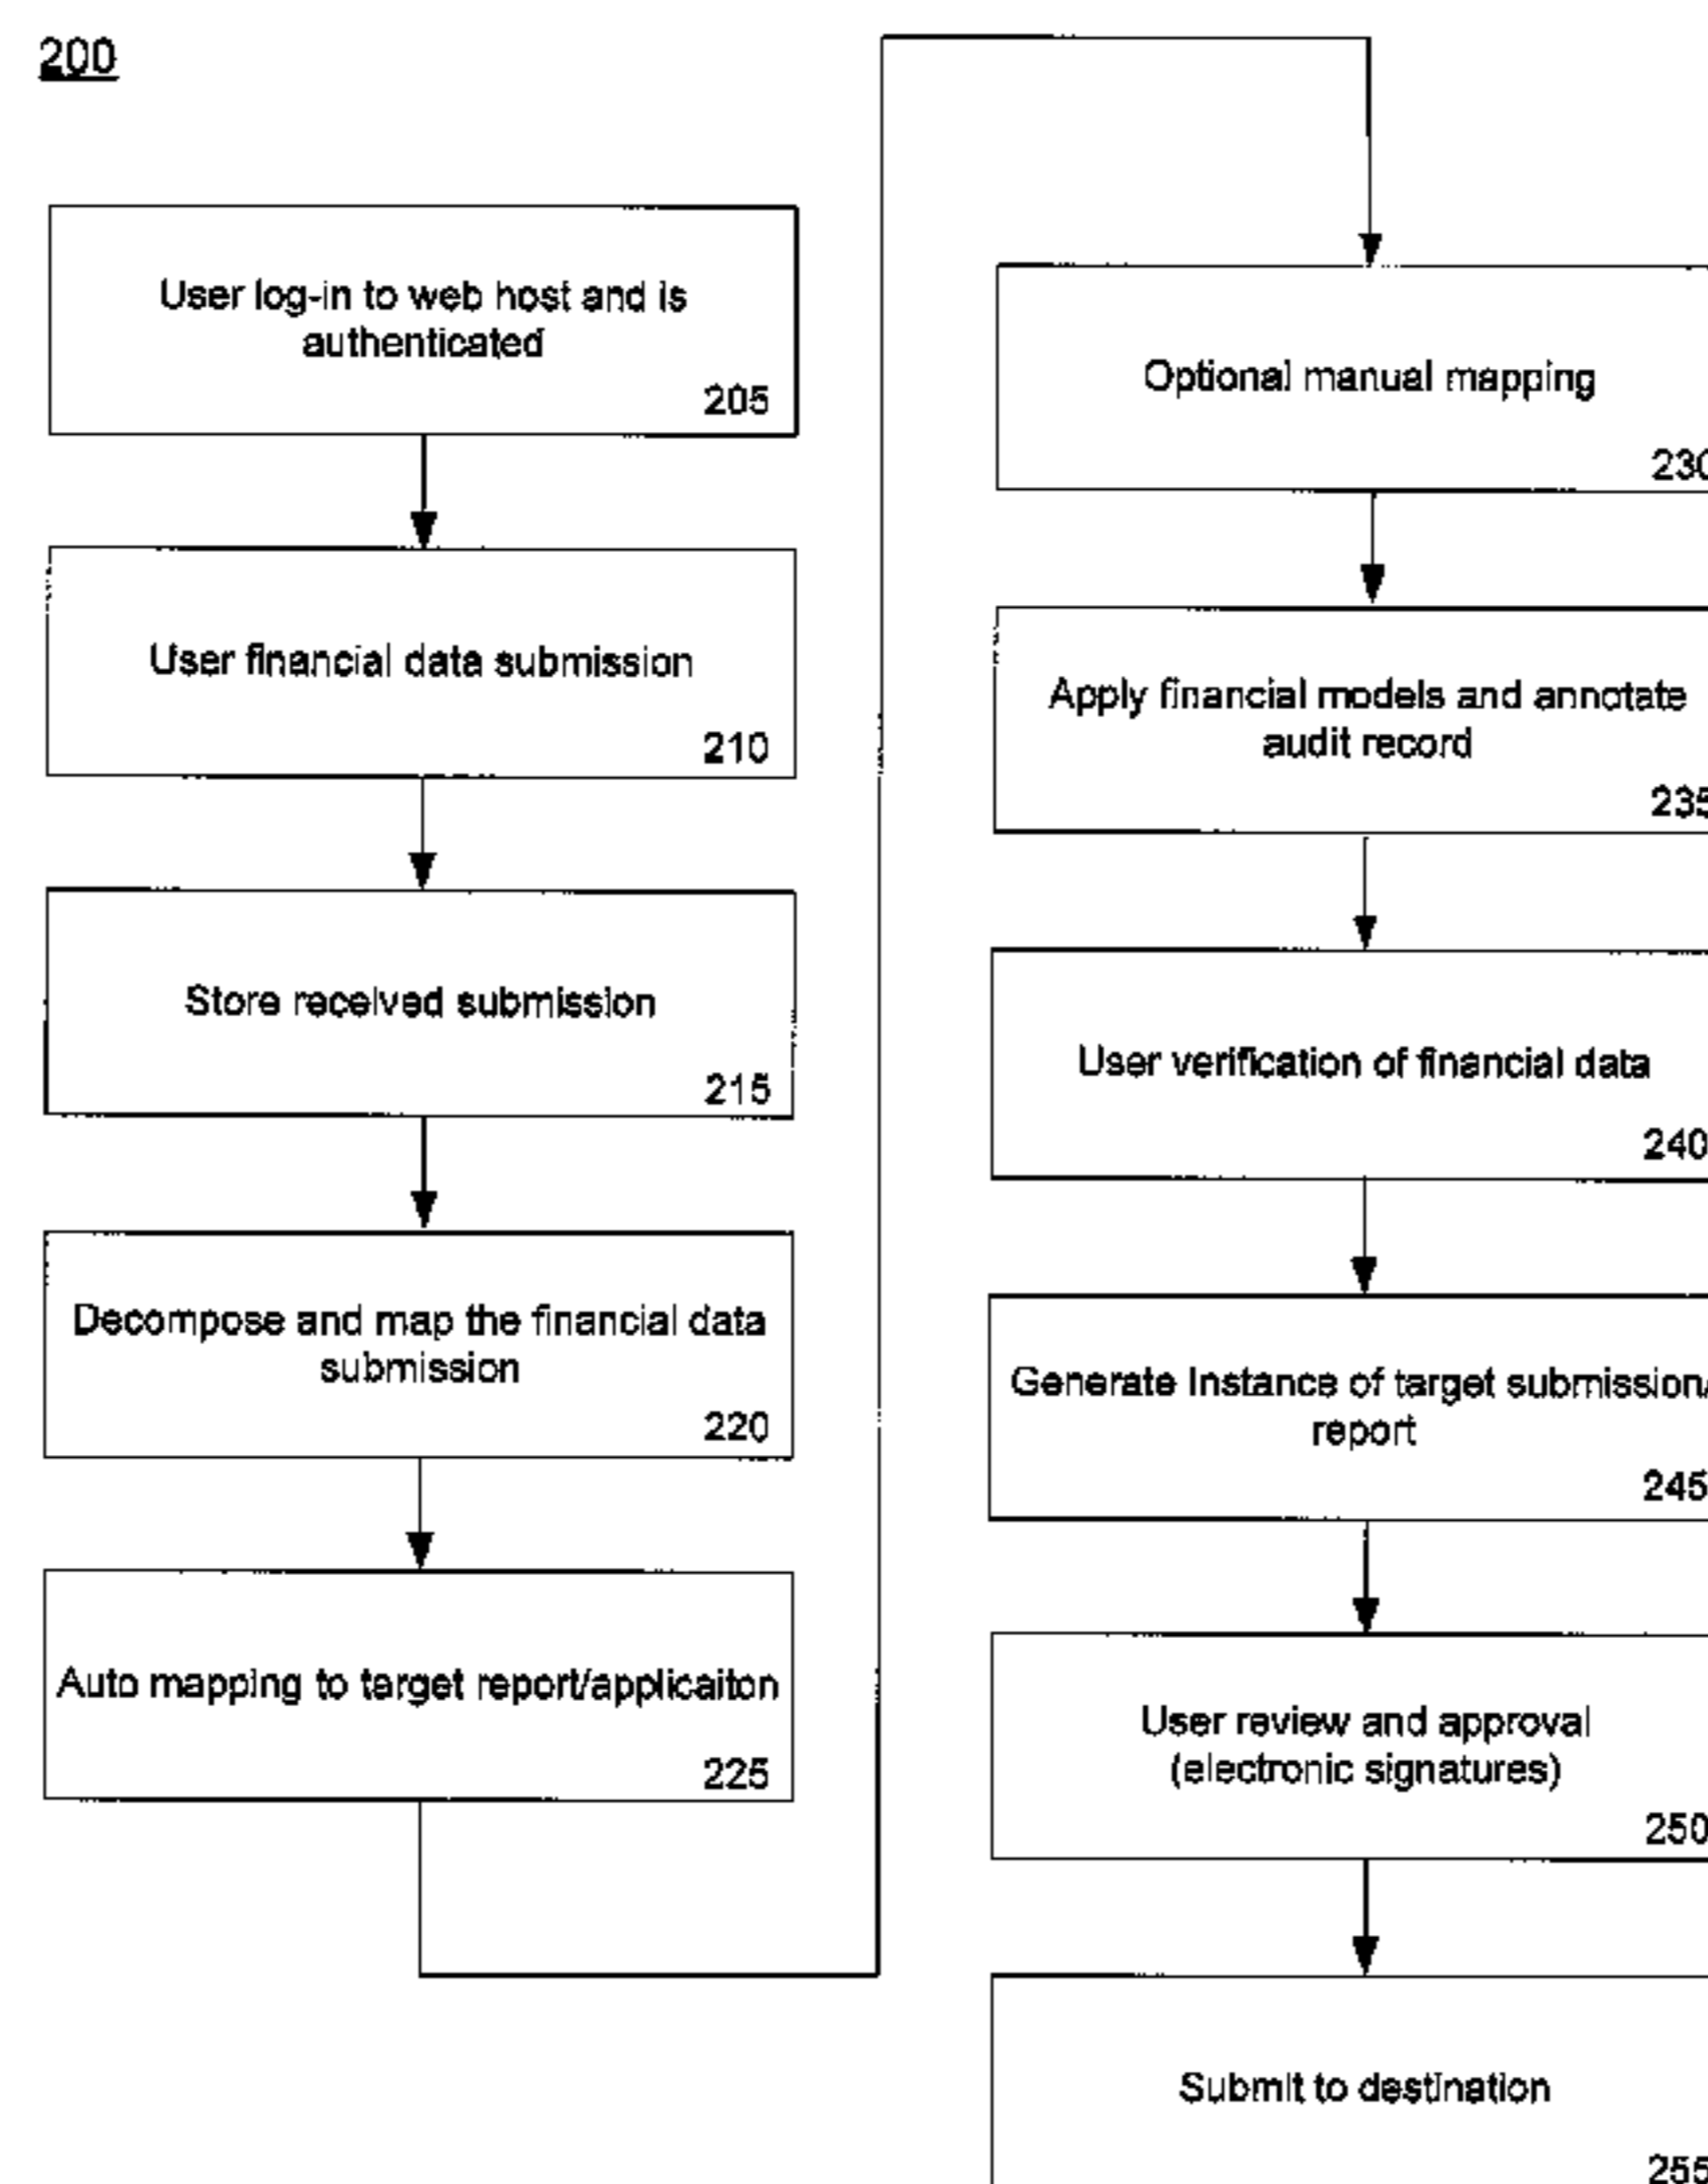 200
User log-in to web host and is
authenticated
205
User financial data submission
210
Store received submission
215
Decompose and map the financial data
submission
220
Auto mapping to target report/applicaiton
225
Optional manual mapping
230
Apply financial models and annotate
audit record
235
User verification of financial data
240
Generate Instance of target submission/
report
245
User review and approval
(electronic signatures)
250
Submit to destination
255